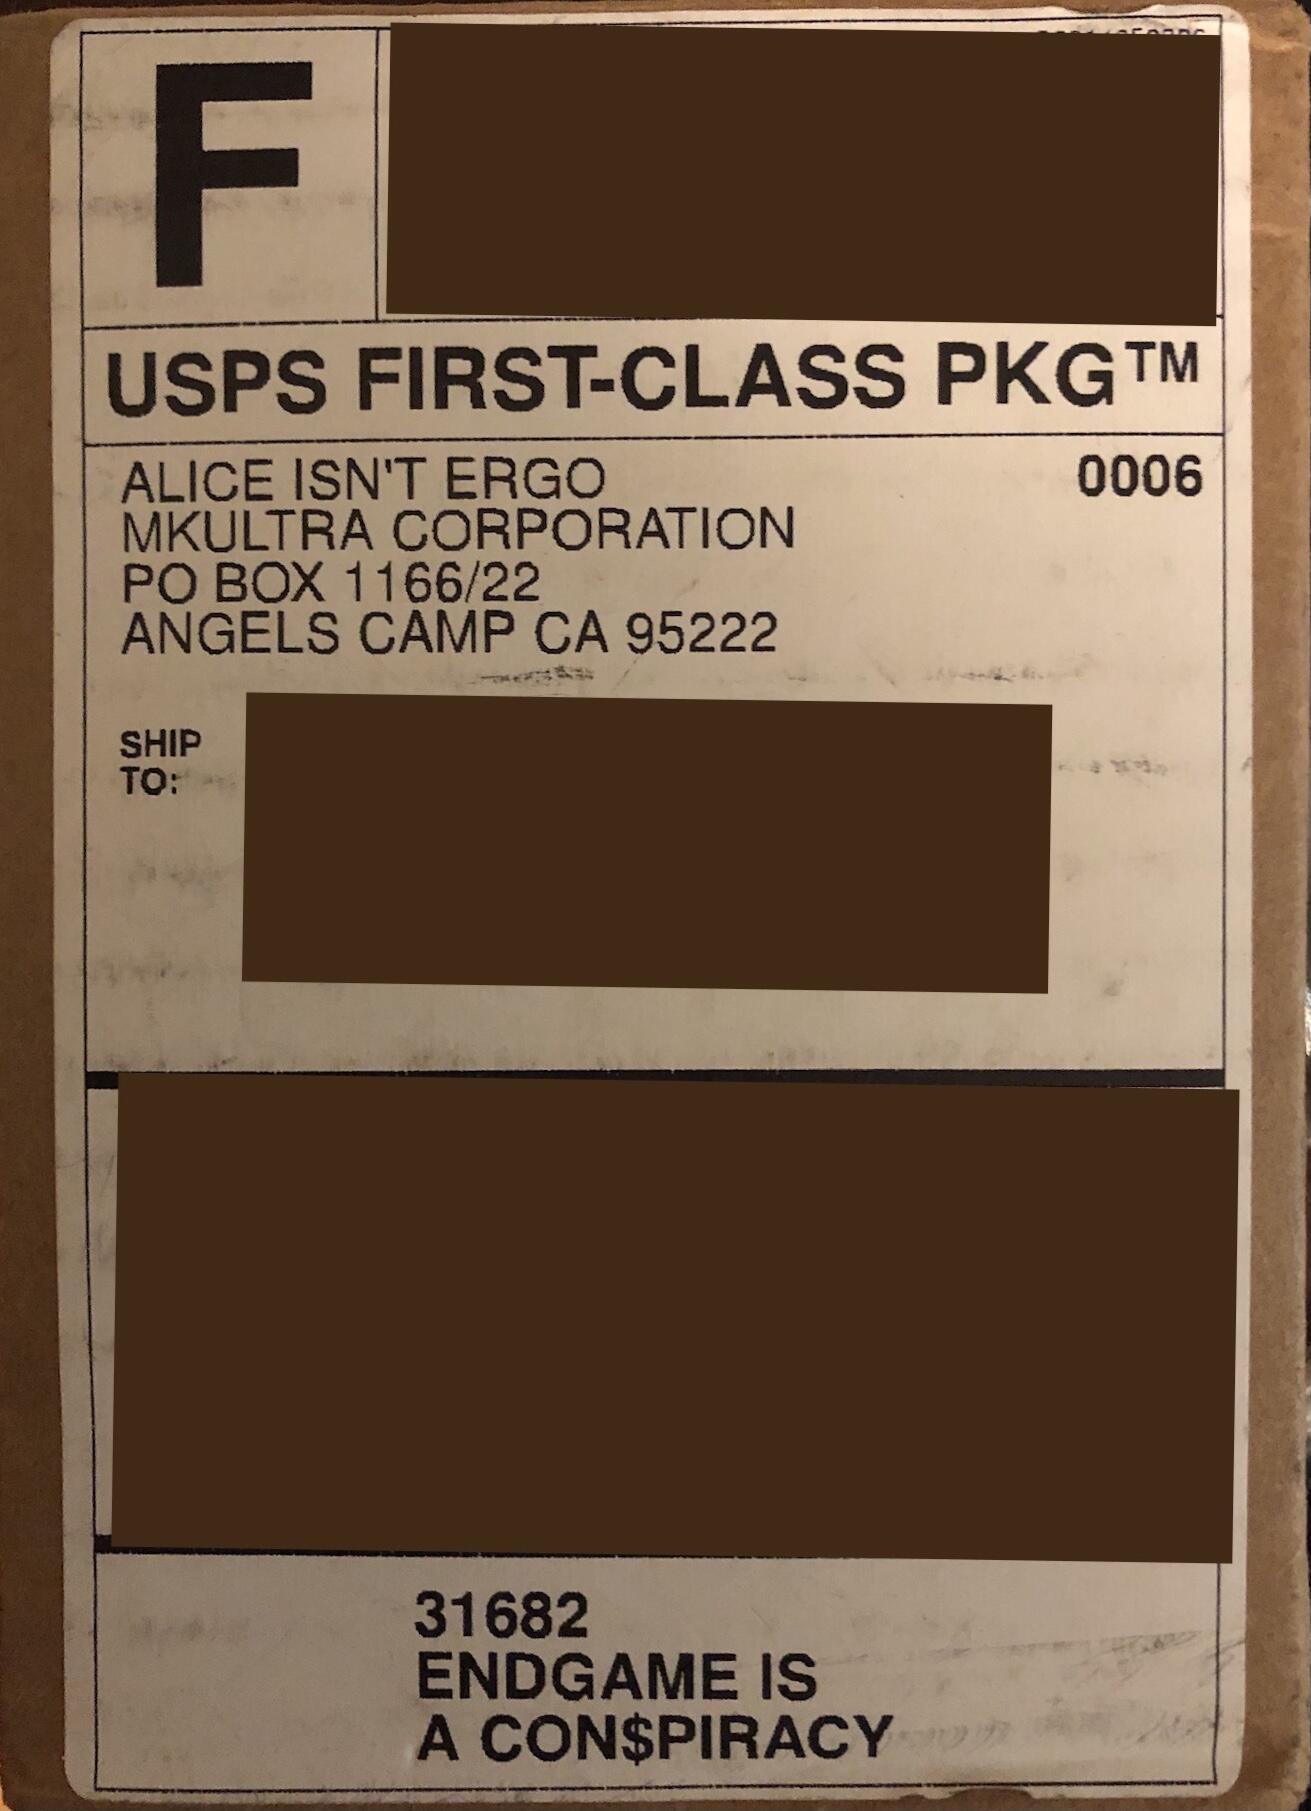 F
USPS FIRST-CLASS PKG™
ALICE ISN'T ERGO
0006
MKULTRA CORPORATION
PO BOX 1166/22
ANGELS CAMP CA 95222
SHIP
TO:
31682
ENDGAME IS
A CON$PIRACY